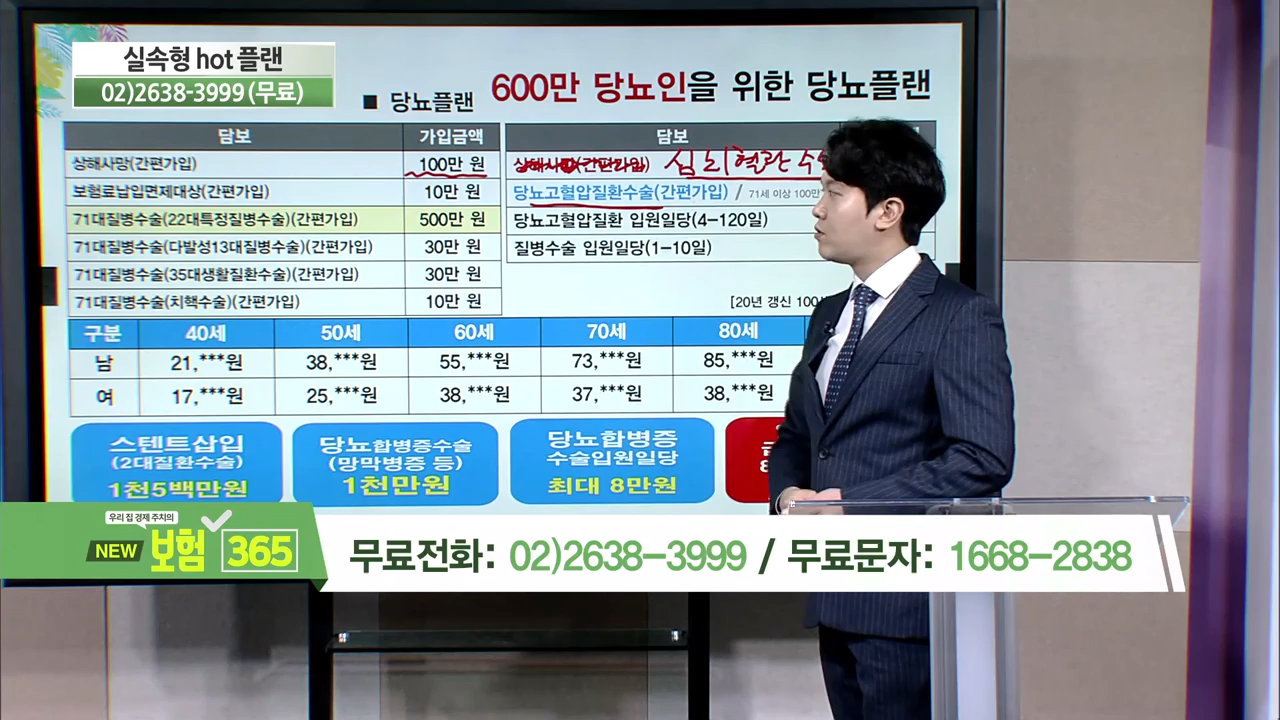 실속형 hot 플랜
02)2638-3999 (무료)
■ 당뇨플랜
600만 당뇨인을 위한 당뇨플랜
담보 가입금액
상해사망(간편가입) 100만 원
보험료납입면제대상(간편가입) 10만 원
71대질병수술(22대특정질병수술)(간편가입) 500만 원
71대질병수술(다발성13대질병수술)(간편가입) 30만 원
71대질병수술(35대생활질환수술)(간편가입) 30만 원
71대질병수술(치핵수술)(간편가입) 10만 원
담보
상해사망(간편가입) 심뇌혈관수
당뇨고혈압질환수술(간편가입) / 71세 이상 100만
당뇨고혈압질환 입원일당(4-120일)
질병수술 입원일당(1-10일)
[20년 갱신 100
구분 40세 50세 60세 70세 80세
남 21,***원 38,***원 55,***원 73,***원 85,***원
여 17,***원 25,***원 38,***원 37,***원 38,***원
스텐트삽입
(2대질환수술)
1천5백만원
당뇨합병증수술
(망막병증 등)
1천만원
당뇨합병증
수술입원일당
최대 8만원
우리 집 경제 주치의
NEW 보험 365
무료전화: 02)2638-3999 / 무료문자: 1668-2838